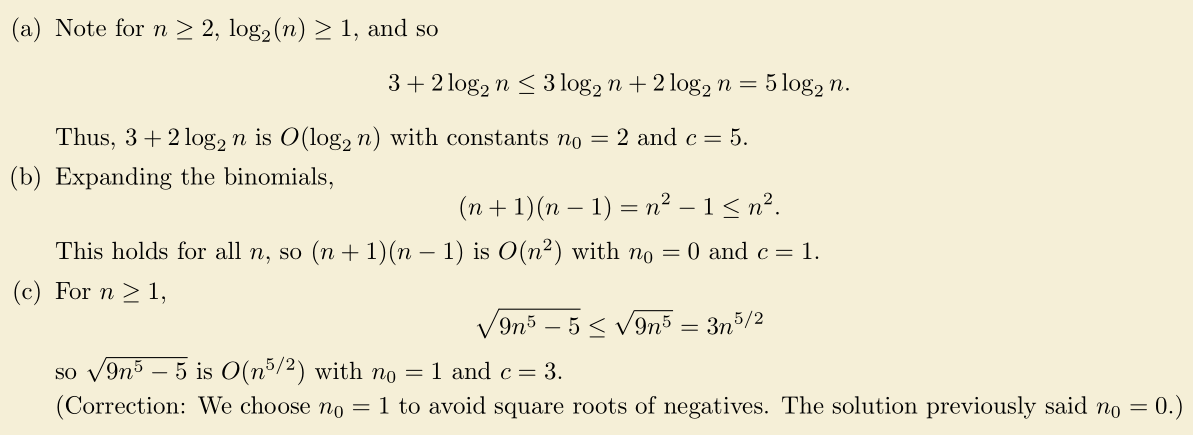 (a) Note for n ≥ 2, log₂(n) ≥ 1, and so
3 + 2 log₂ n ≤ 3 log₂ n + 2 log₂ n = 5 log₂ n.
Thus, 3 + 2 log₂ n is O(log₂ n) with constants n₀ = 2 and c = 5.
(b) Expanding the binomials,
(n + 1)(n − 1) = n² − 1 ≤ n².
This holds for all n, so (n + 1)(n − 1) is O(n²) with n₀ = 0 and c = 1.
(c) For n ≥ 1,
√(9n⁵ − 5) ≤ √(9n⁵) = 3n^{5/2}
so √(9n⁵ − 5) is O(n^{5/2}) with n₀ = 1 and c = 3.
(Correction: We choose n₀ = 1 to avoid square roots of negatives. The solution previously said n₀ = 0.)